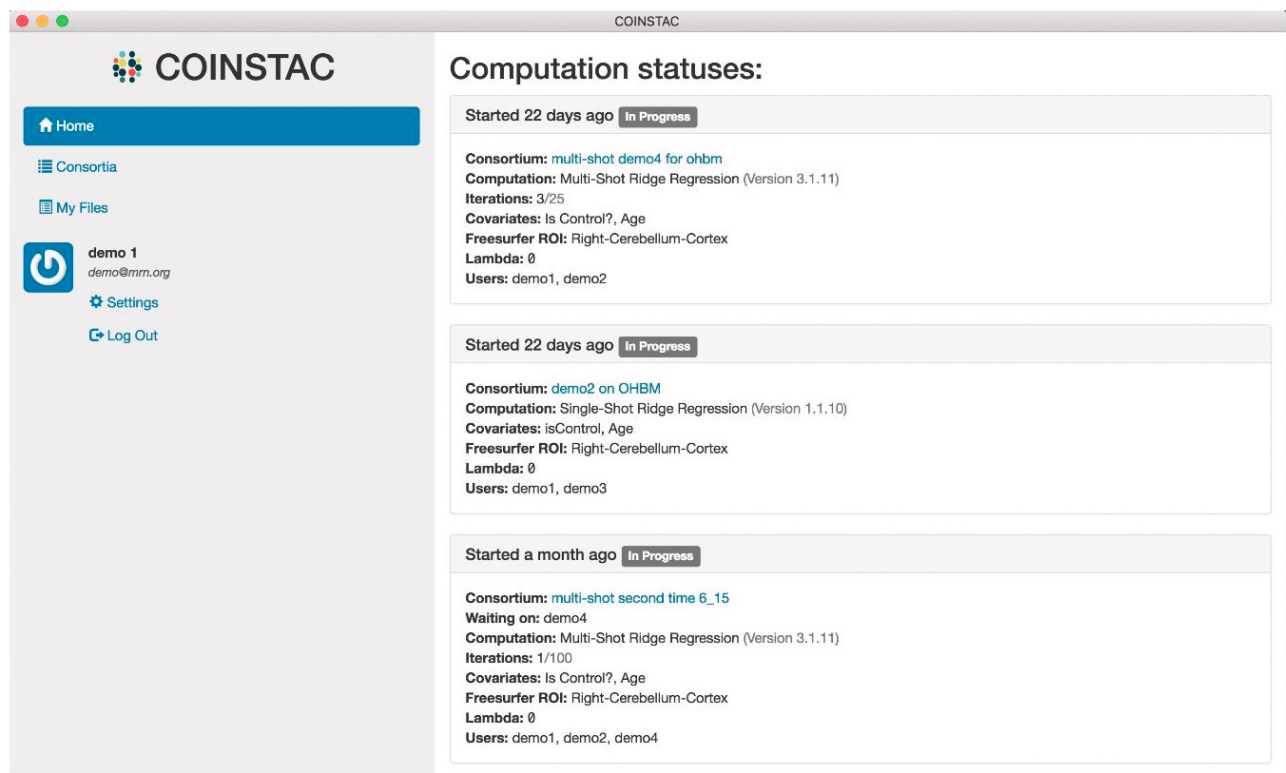 COINSTAC
COINSTAC
Home
Consortia
My Files
demo 1
demo@mrn.org
Settings
Log Out
Computation statuses:
Started 22 days ago In Progress
Consortium: multi-shot demo4 for ohbm
Computation: Multi-Shot Ridge Regression (Version 3.1.11)
Iterations: 3/25
Covariates: Is Control?, Age
Freesurfer ROI: Right-Cerebellum-Cortex
Lambda: 0
Users: demo1, demo2
Started 22 days ago In Progress
Consortium: demo2 on OHBM
Computation: Single-Shot Ridge Regression (Version 1.1.10)
Covariates: isControl, Age
Freesurfer ROI: Right-Cerebellum-Cortex
Lambda: 0
Users: demo1, demo3
Started a month ago In Progress
Consortium: multi-shot second time 6_15
Waiting on: demo4
Computation: Multi-Shot Ridge Regression (Version 3.1.11)
Iterations: 1/100
Covariates: Is Control?, Age
Freesurfer ROI: Right-Cerebellum-Cortex
Lambda: 0
Users: demo1, demo2, demo4